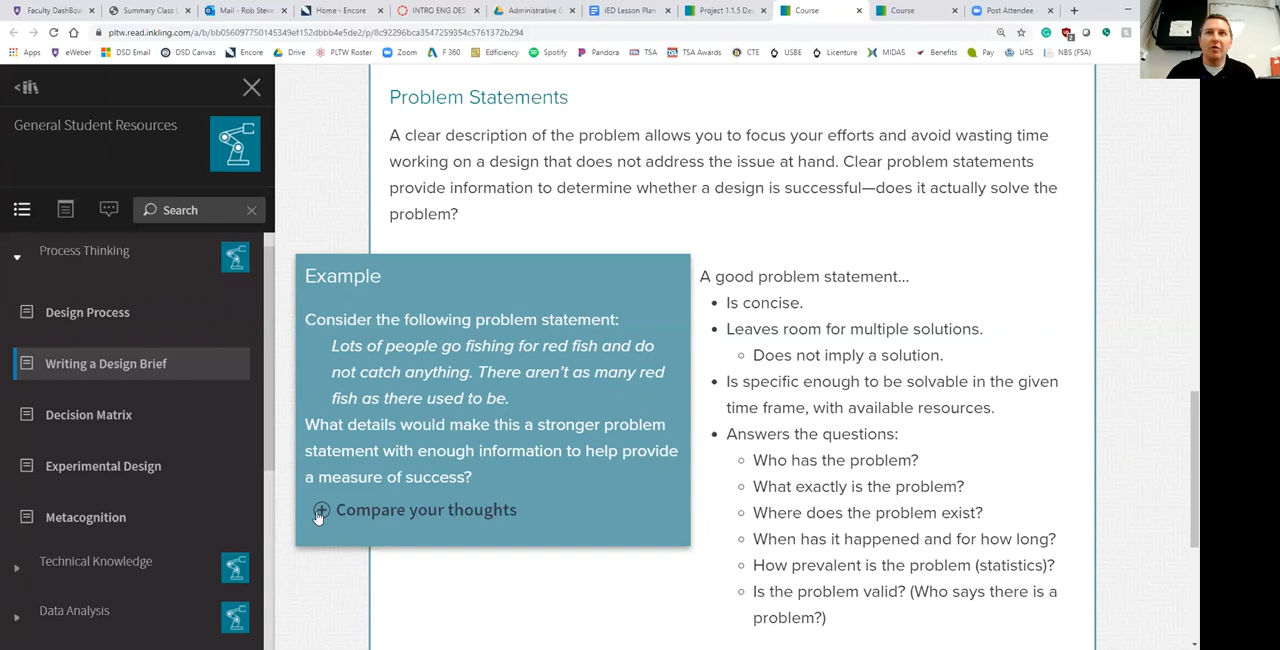 Faculty DashBoa
Summary Class L
Mail - Rob Steve
Home - Encore
INTRO ENG DES
Administrative G
iED Lesson Plan
Project 1.1.5 De
Course
Course
Post Attendee -
pltw.read.inkling.com/a/b/bb056097750145349ef152dbbb4e5de2/p/8c92296bca3547259354c5761372b294
Apps
eWeber
DSD Email
DSD Canvas
Encore
Drive
PLTW Roster
Zoom
F 360
Edficiency
Spotify
Pandora
TSA
TSA Awards
CTE
USBE
Licenture
MIDAS
Benefits
Pay
URS
NBS (FSA)
General Student Resources
Search
Process Thinking
Design Process
Writing a Design Brief
Decision Matrix
Experimental Design
Metacognition
Technical Knowledge
Data Analysis
Problem Statements
A clear description of the problem allows you to focus your efforts and avoid wasting time
working on a design that does not address the issue at hand. Clear problem statements
provide information to determine whether a design is successful—does it actually solve the
problem?
Example
Consider the following problem statement:
Lots of people go fishing for red fish and do
not catch anything. There aren't as many red
fish as there used to be.
What details would make this a stronger problem
statement with enough information to help provide
a measure of success?
Compare your thoughts
A good problem statement...
• Is concise.
• Leaves room for multiple solutions.
○ Does not imply a solution.
• Is specific enough to be solvable in the given
time frame, with available resources.
• Answers the questions:
○ Who has the problem?
○ What exactly is the problem?
○ Where does the problem exist?
○ When has it happened and for how long?
○ How prevalent is the problem (statistics)?
○ Is the problem valid? (Who says there is a
problem?)